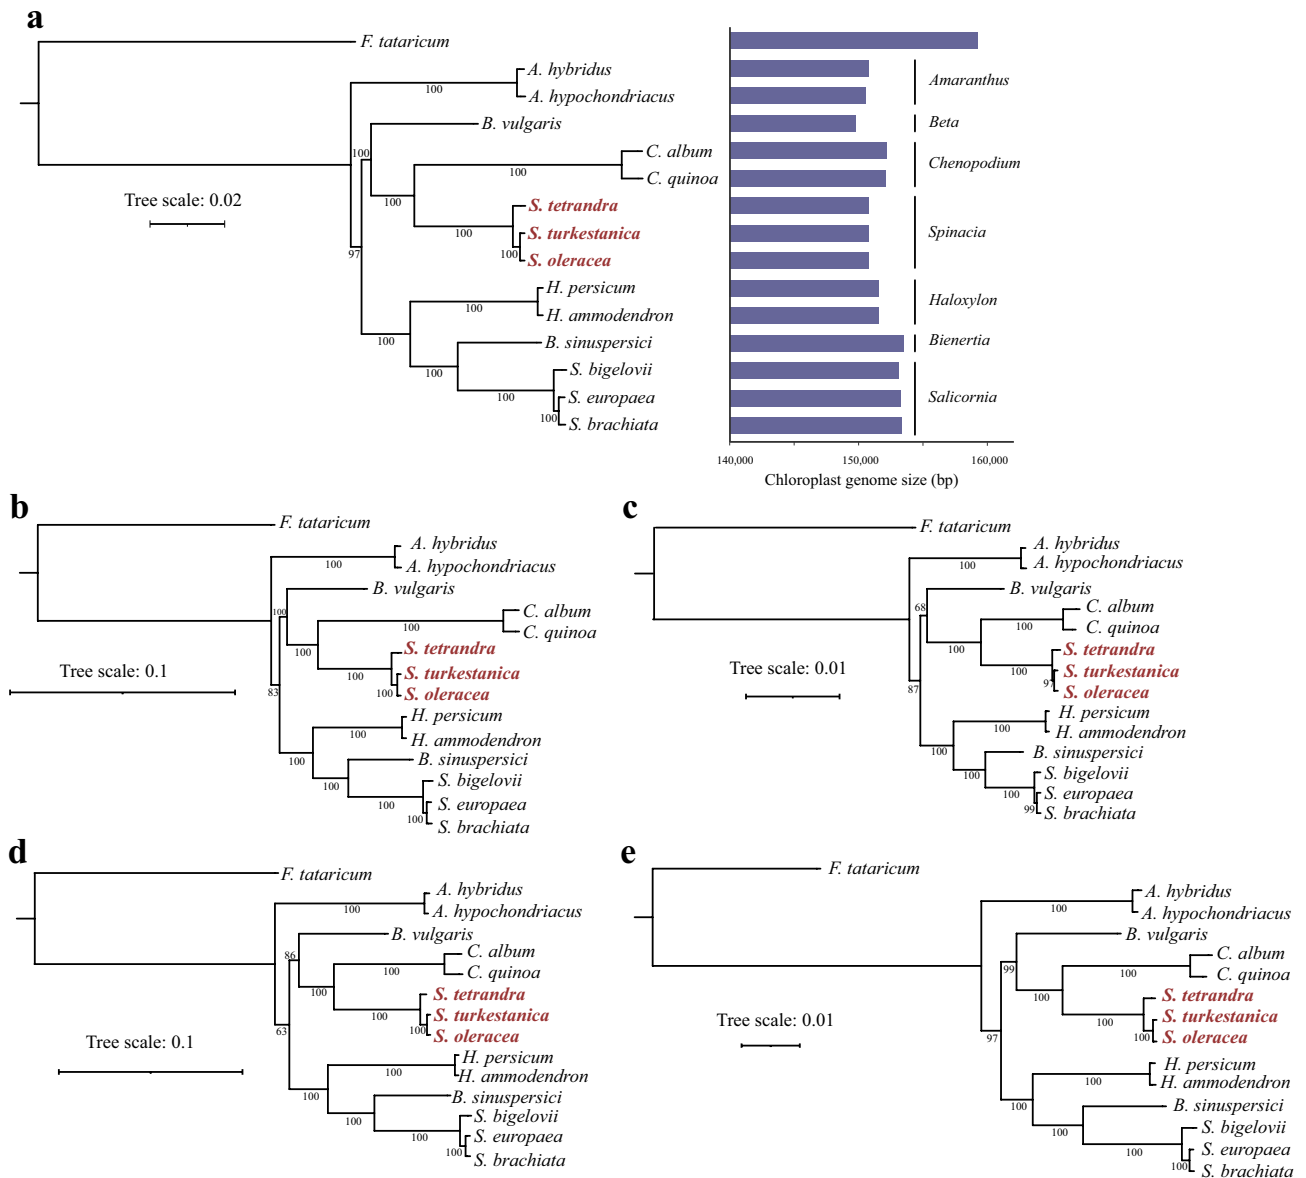 a
F. tataricum
A. hybridus
100
A. hypochondriacus
Amaranthus
B. vulgaris
Beta
100
C. album
100
C. quinoa
Chenopodium
Tree scale: 0.02
100
S. tetrandra
100
S. turkestanica
Spinacia
97
100
S. oleracea
H. persicum
100
H. ammodendron
Haloxylon
100
B. sinuspersici
Bienertia
100
S. bigelovii
100
S. europaea
Salicornia
100
S. brachiata
140,000
150,000
160,000
Chloroplast genome size (bp)
b
F. tataricum
A. hybridus
100
A. hypochondriacus
B. vulgaris
100
C. album
100
C. quinoa
100
S. tetrandra
Tree scale: 0.1
100
S. turkestanica
83
100
S. oleracea
H. persicum
100
H. ammodendron
100
B. sinuspersici
100
S. bigelovii
100
S. europaea
100
S. brachiata
c
F. tataricum
A. hybridus
100
A. hypochondriacus
B. vulgaris
68
C. album
100
C. quinoa
100
S. tetrandra
Tree scale: 0.01
100
S. turkestanica
97
87
S. oleracea
H. persicum
100
H. ammodendron
100
B. sinuspersici
100
S. bigelovii
100
S. europaea
99
S. brachiata
d
F. tataricum
A. hybridus
100
A. hypochondriacus
B. vulgaris
86
C. album
100
C. quinoa
100
S. tetrandra
100
S. turkestanica
63
100
S. oleracea
Tree scale: 0.1
H. persicum
100
H. ammodendron
100
B. sinuspersici
100
S. bigelovii
100
S. europaea
100
S. brachiata
e
F. tataricum
A. hybridus
100
A. hypochondriacus
B. vulgaris
99
C. album
100
C. quinoa
100
S. tetrandra
Tree scale: 0.01
100
S. turkestanica
97
100
S. oleracea
H. persicum
100
H. ammodendron
100
B. sinuspersici
100
S. bigelovii
100
S. europaea
100
S. brachiata